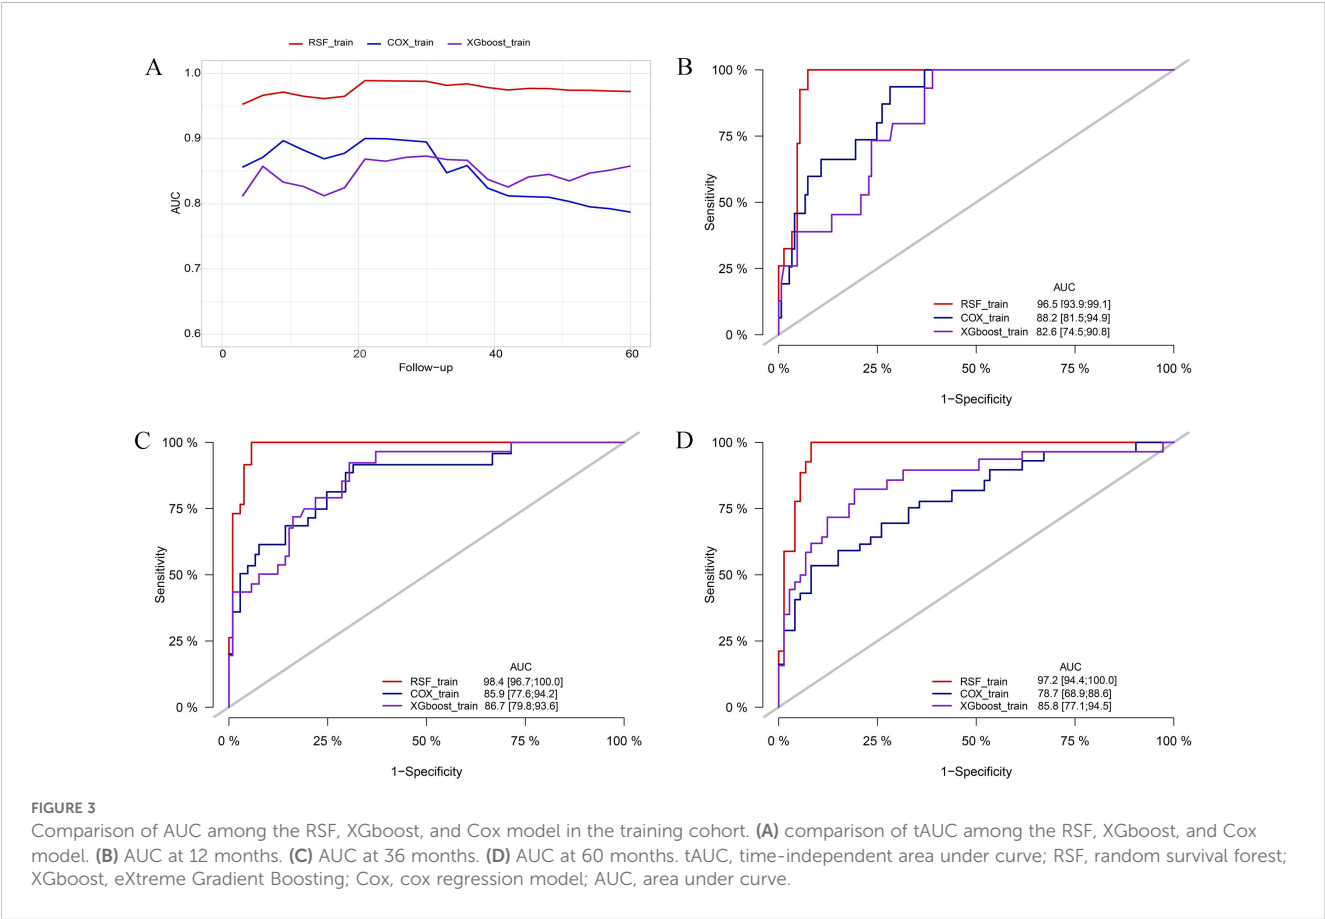 RSF_train COX_train XGboost_train
A
1.0
0.9
0.8
0.7
0.6
AUC
0 20 40 60
Follow−up
B
100 %
75 %
50 %
25 %
0 %
Sensitivity
AUC
RSF_train 96.5 [93.9;99.1]
COX_train 88.2 [81.5;94.9]
XGboost_train 82.6 [74.5;90.8]
0 % 25 % 50 % 75 % 100 %
1−Specificity
C
100 %
75 %
50 %
25 %
0 %
Sensitivity
AUC
RSF_train 98.4 [96.7;100.0]
COX_train 85.9 [77.6;94.2]
XGboost_train 86.7 [79.8;93.6]
0 % 25 % 50 % 75 % 100 %
1−Specificity
D
100 %
75 %
50 %
25 %
0 %
Sensitivity
AUC
RSF_train 97.2 [94.4;100.0]
COX_train 78.7 [68.9;88.6]
XGboost_train 85.8 [77.1;94.5]
0 % 25 % 50 % 75 % 100 %
1−Specificity
FIGURE 3
Comparison of AUC among the RSF, XGboost, and Cox model in the training cohort. (A) comparison of tAUC among the RSF, XGboost, and Cox
model. (B) AUC at 12 months. (C) AUC at 36 months. (D) AUC at 60 months. tAUC, time-independent area under curve; RSF, random survival forest;
XGboost, eXtreme Gradient Boosting; Cox, cox regression model; AUC, area under curve.